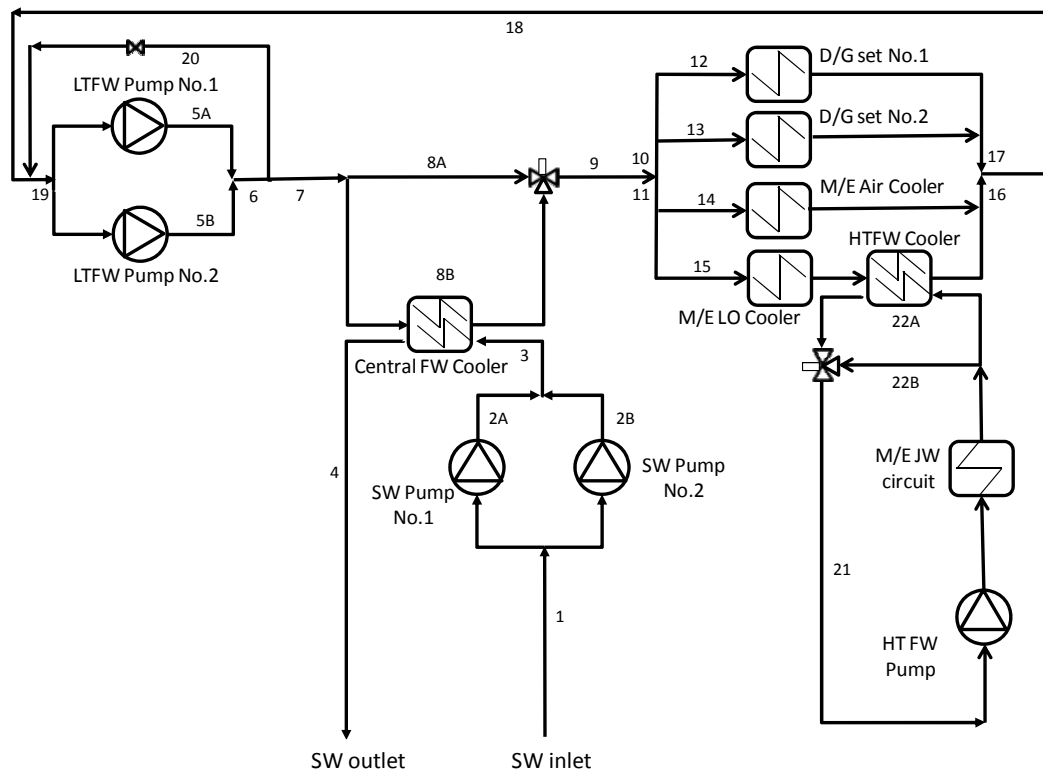 18
20
LTFW Pump No.1
5A
19
6
7
5B
LTFW Pump No.2
8A
9
8B
Central FW Cooler
3
10
11
12
D/G set No.1
13
D/G set No.2
14
M/E Air Cooler
15
M/E LO Cooler
HTFW Cooler
17
16
22A
22B
2A
2B
4
SW Pump
No.1
SW Pump
No.2
M/E JW
circuit
21
1
HT FW
Pump
SW outlet
SW inlet